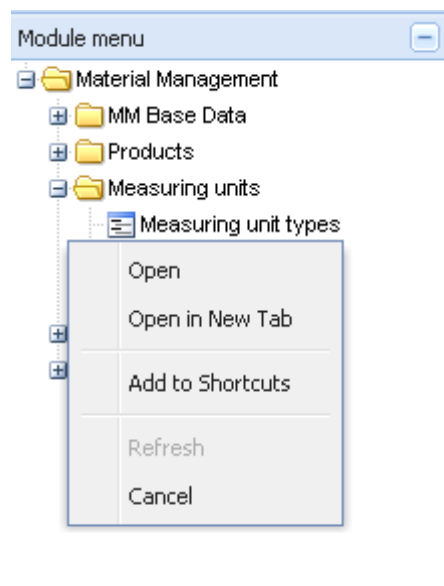 Module menu
Material Management
MM Base Data
Products
Measuring units
Measuring unit types
Open
Open in New Tab
Add to Shortcuts
Refresh
Cancel